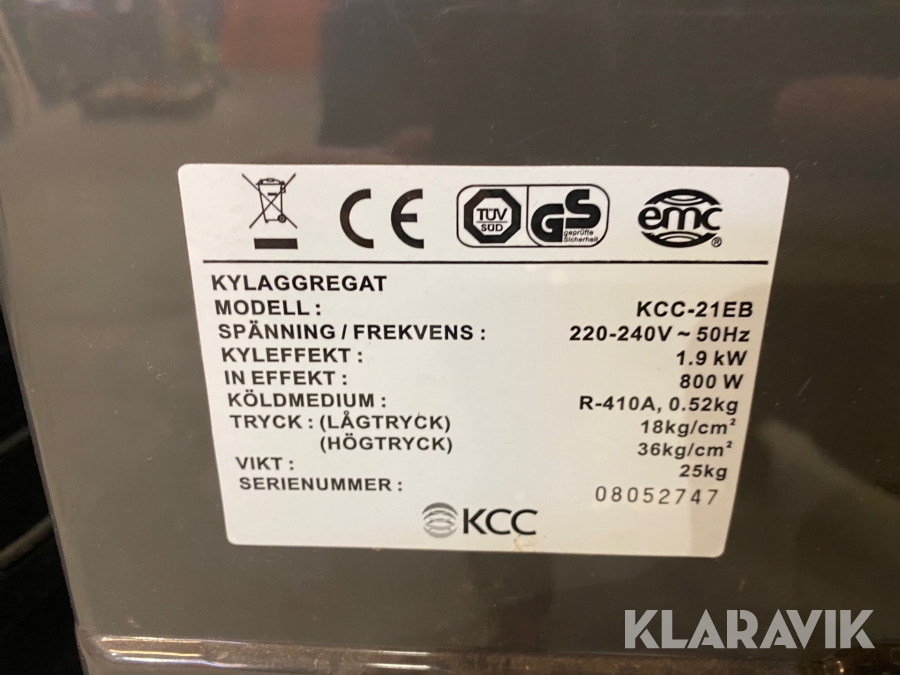 CE TÜV SÜD GS geprüfte Sicherheit emc ®
KYLAGGREGAT
MODELL : KCC-21EB
SPÄNNING / FREKVENS : 220-240V ~ 50Hz
KYLEFFEKT : 1.9 kW
IN EFFEKT : 800 W
KÖLDMEDIUM : R-410A, 0.52kg
TRYCK : (LÅGTRYCK) 18kg/cm²
(HÖGTRYCK) 36kg/cm²
VIKT : 25kg
SERIENUMMER : 08052747
KCC
KLARAVIK